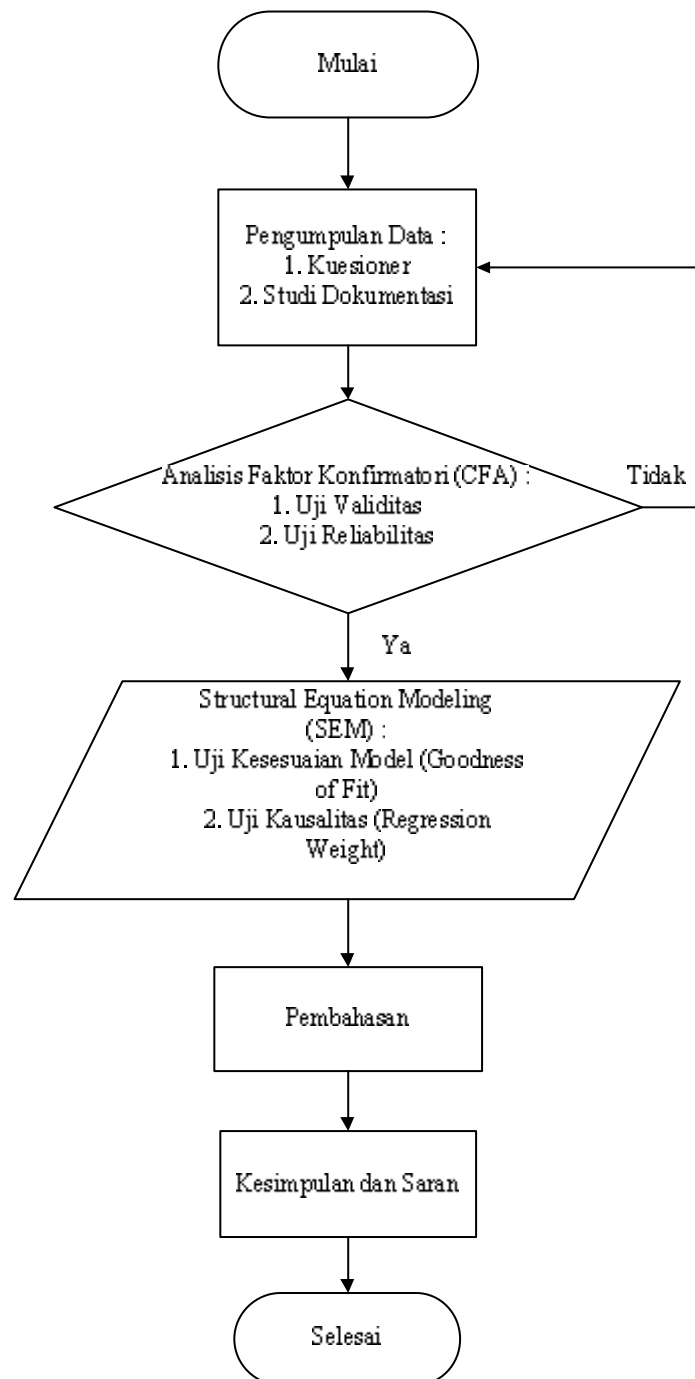 Mulai
Pengumpulan Data :
1. Kuesioner
2. Studi Dokumentasi
Analisis Faktor Konfirmatori (CFA) :
1. Uji Validitas
2. Uji Reliabilitas
Tidak
Ya
Structural Equation Modeling
(SEM) :
1. Uji Kesesuaian Model (Goodness
of Fit)
2. Uji Kausalitas (Regression
Weight)
Pembahasan
Kesimpulan dan Saran
Selesai